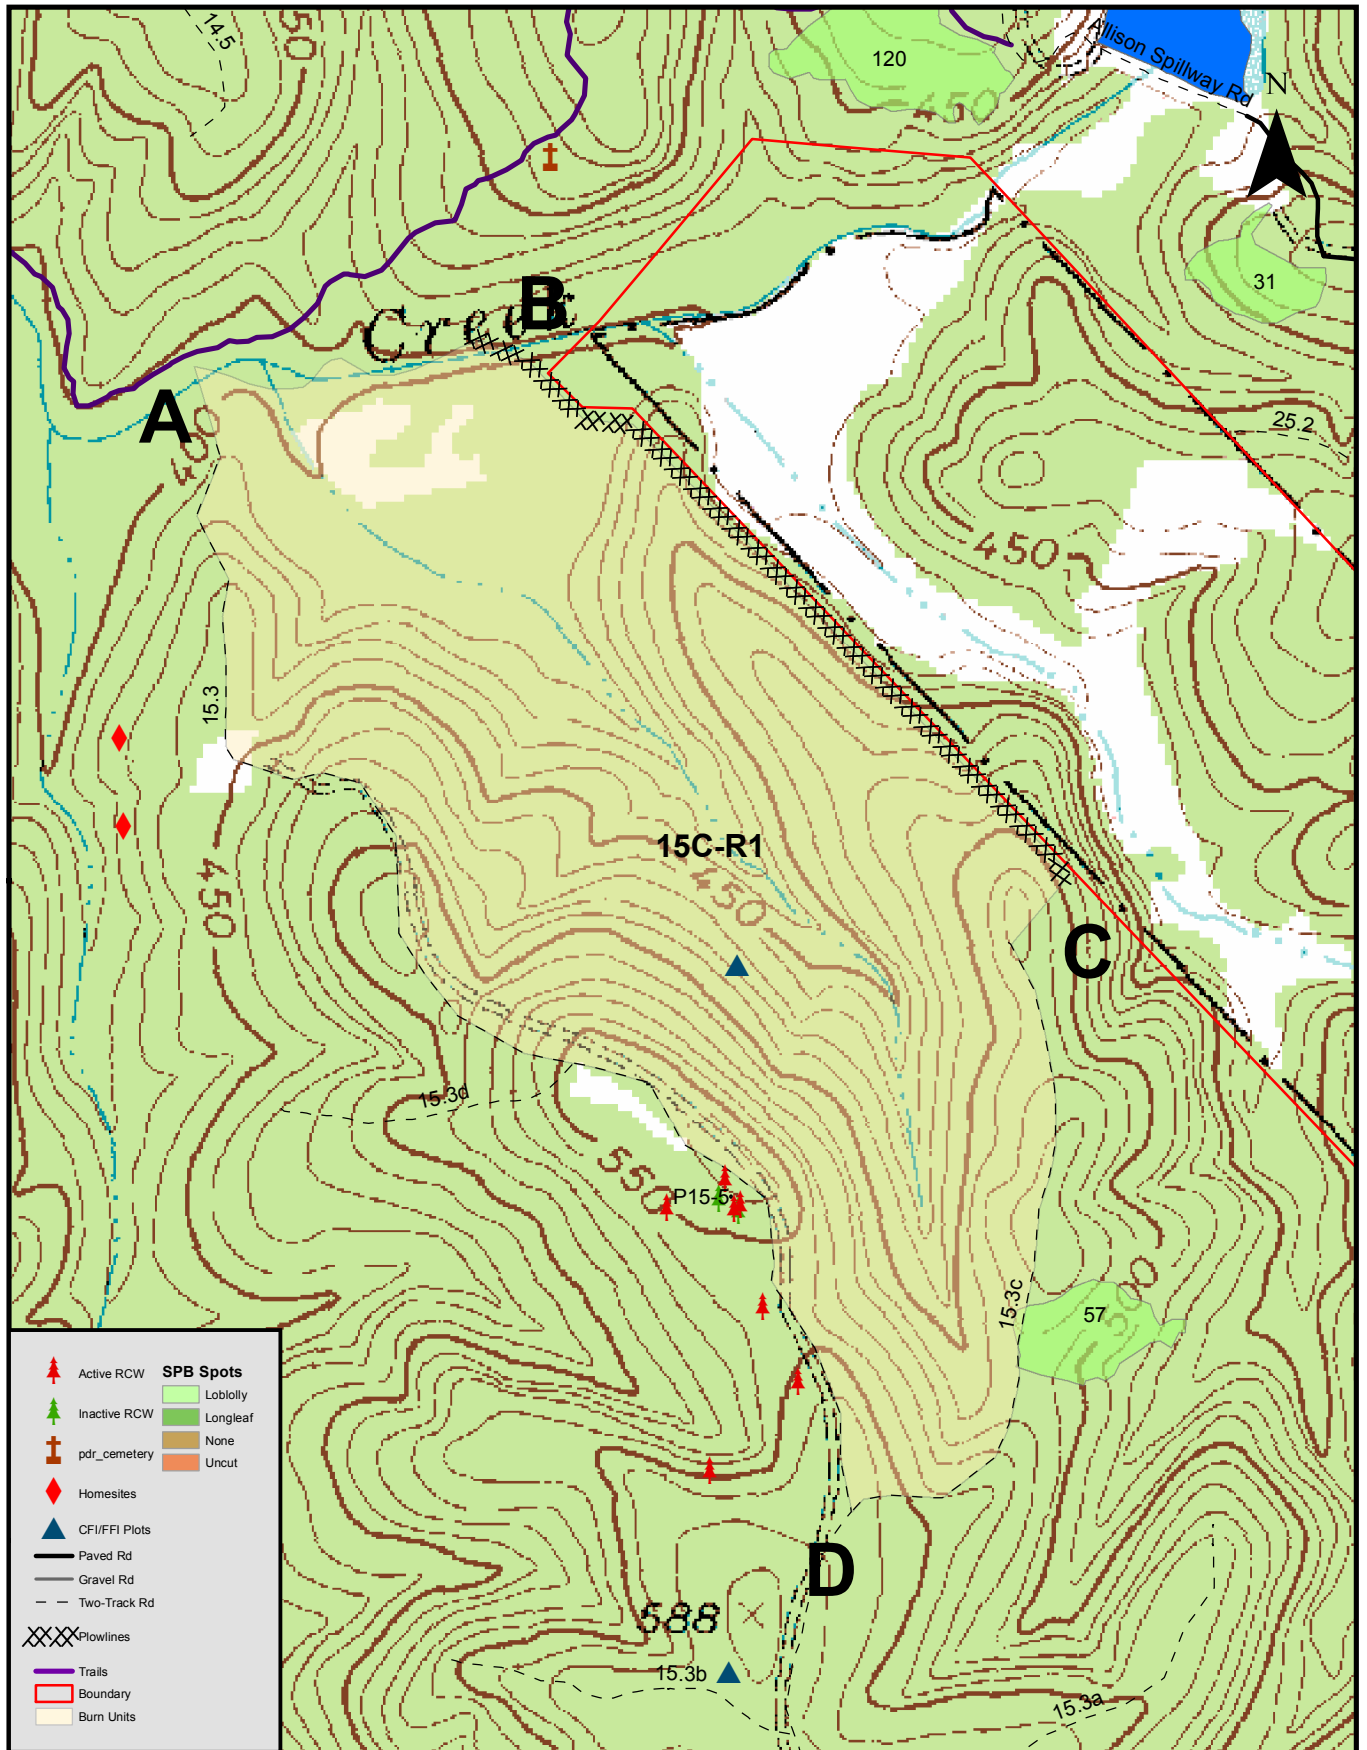 14.5
50
120
450
Allison Spillway Rd
N
31
B
Creek
A
450
25.2
450
15.3
15C-R1
450
450
C
15.3d
550
P15-5
15.3c
57
D
588
15.3b
15.3a
Active RCW
Inactive RCW
pdr_cemetery
Homesites
CFI/FFI Plots
Paved Rd
Gravel Rd
Two-Track Rd
Plowlines
Trails
Boundary
Burn Units
SPB Spots
Loblolly
Longleaf
None
Uncut